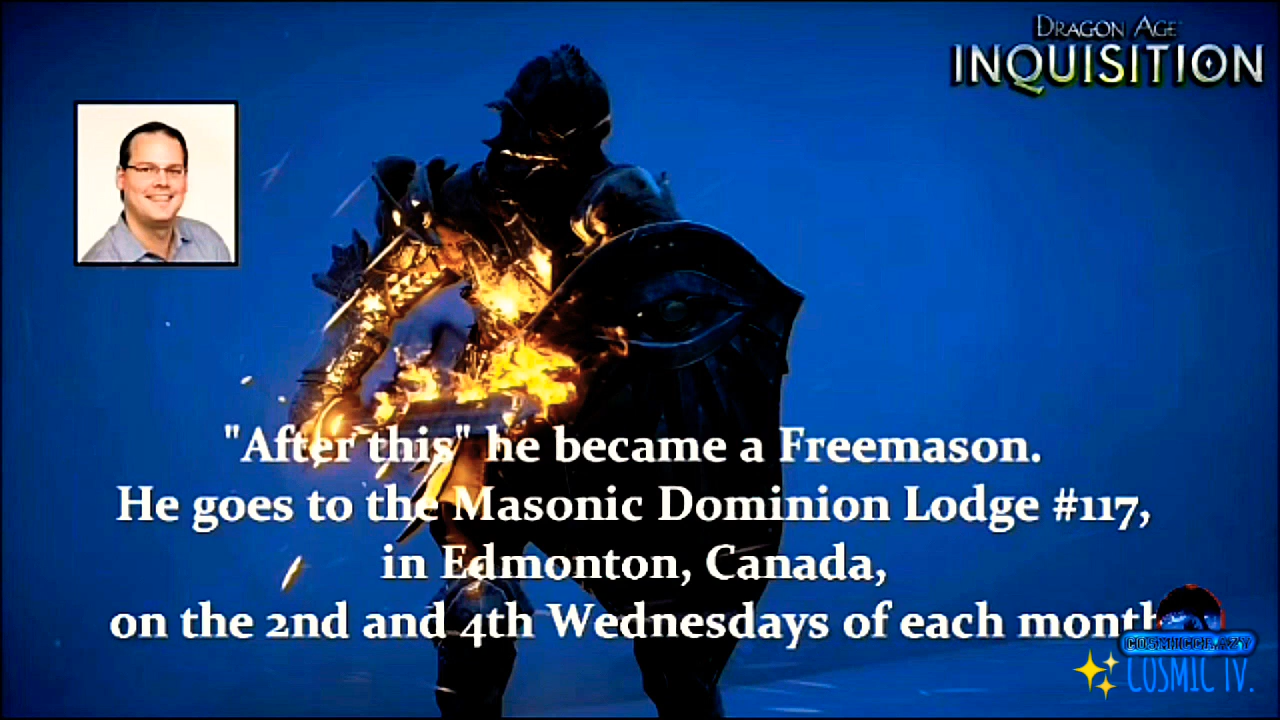 DRAGON AGE
INQUISITION
"After this" he became a Freemason.
He goes to the Masonic Dominion Lodge #117,
in Edmonton, Canada,
on the 2nd and 4th Wednesdays of each month
COSMICCRAZY
COSMIC TV.